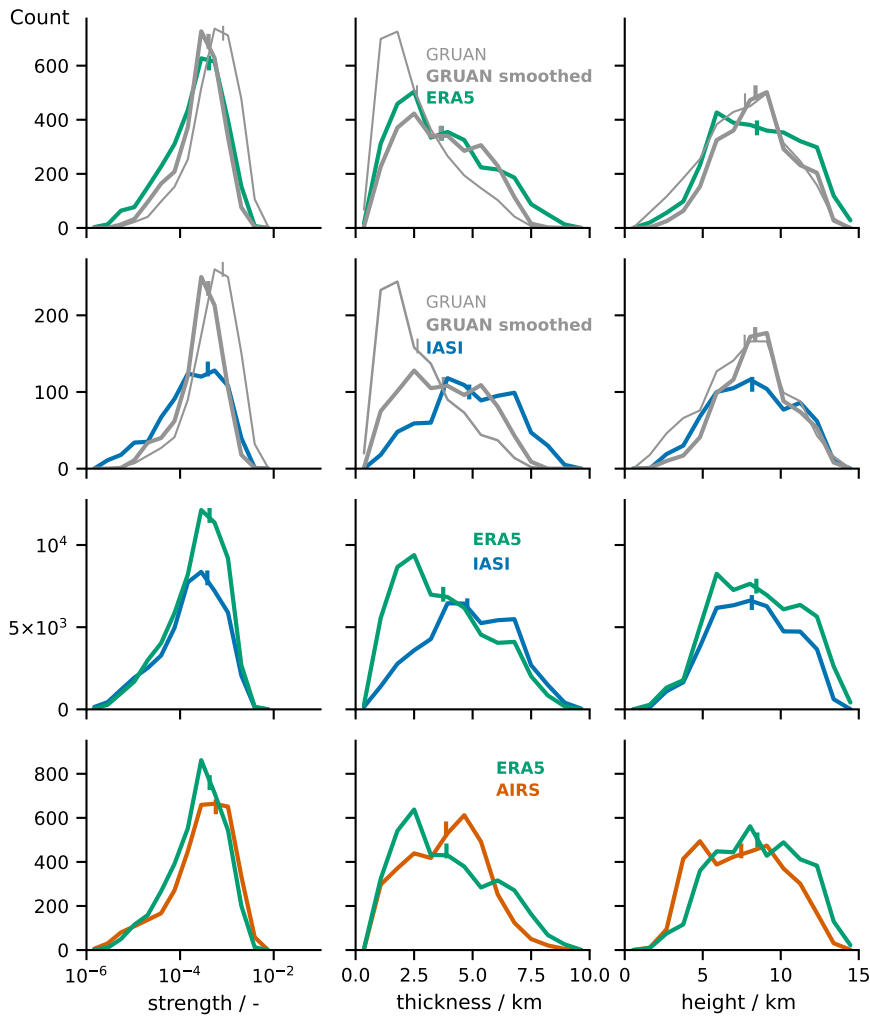 Count
600
400
200
0
GRUAN
GRUAN smoothed
ERA5
200
100
0
GRUAN
GRUAN smoothed
IASI
10⁴
5×10³
0
ERA5
IASI
800
600
400
200
0
ERA5
AIRS
10⁻⁶ 10⁻⁴ 10⁻² 0.0 2.5 5.0 7.5 10.0 0 5 10 15
strength / - thickness / km height / km